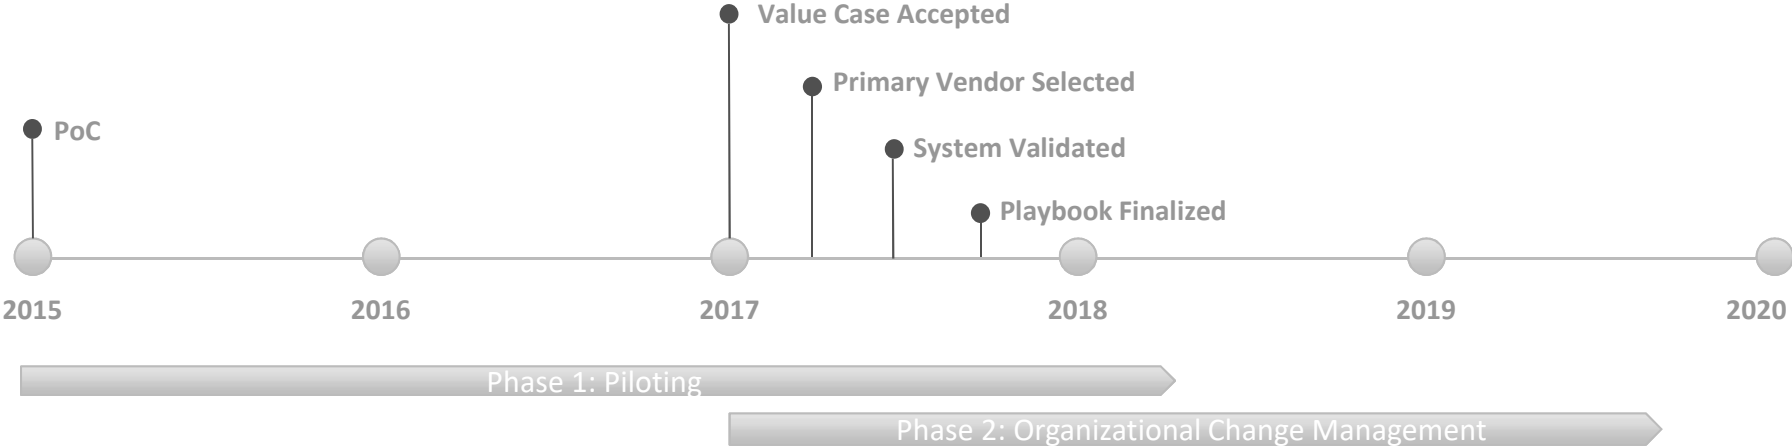 Value Case Accepted
Primary Vendor Selected
PoC
System Validated
Playbook Finalized
2015 2016 2017 2018 2019 2020
Phase 1: Piloting
Phase 2: Organizational Change Management